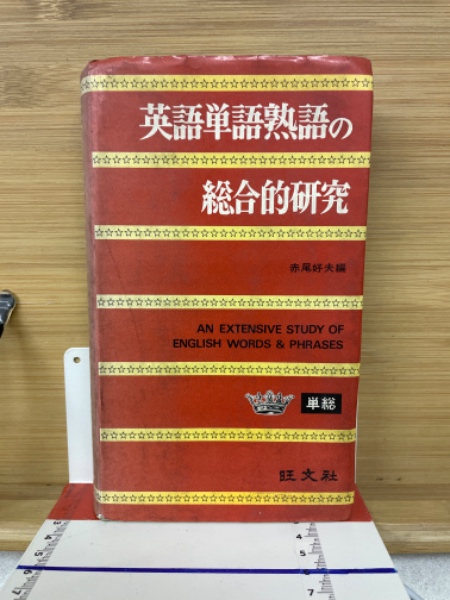 英語単語熟語の
総合的研究
赤尾好夫編
AN EXTENSIVE STUDY OF
ENGLISH WORDS & PHRASES
単総
旺文社